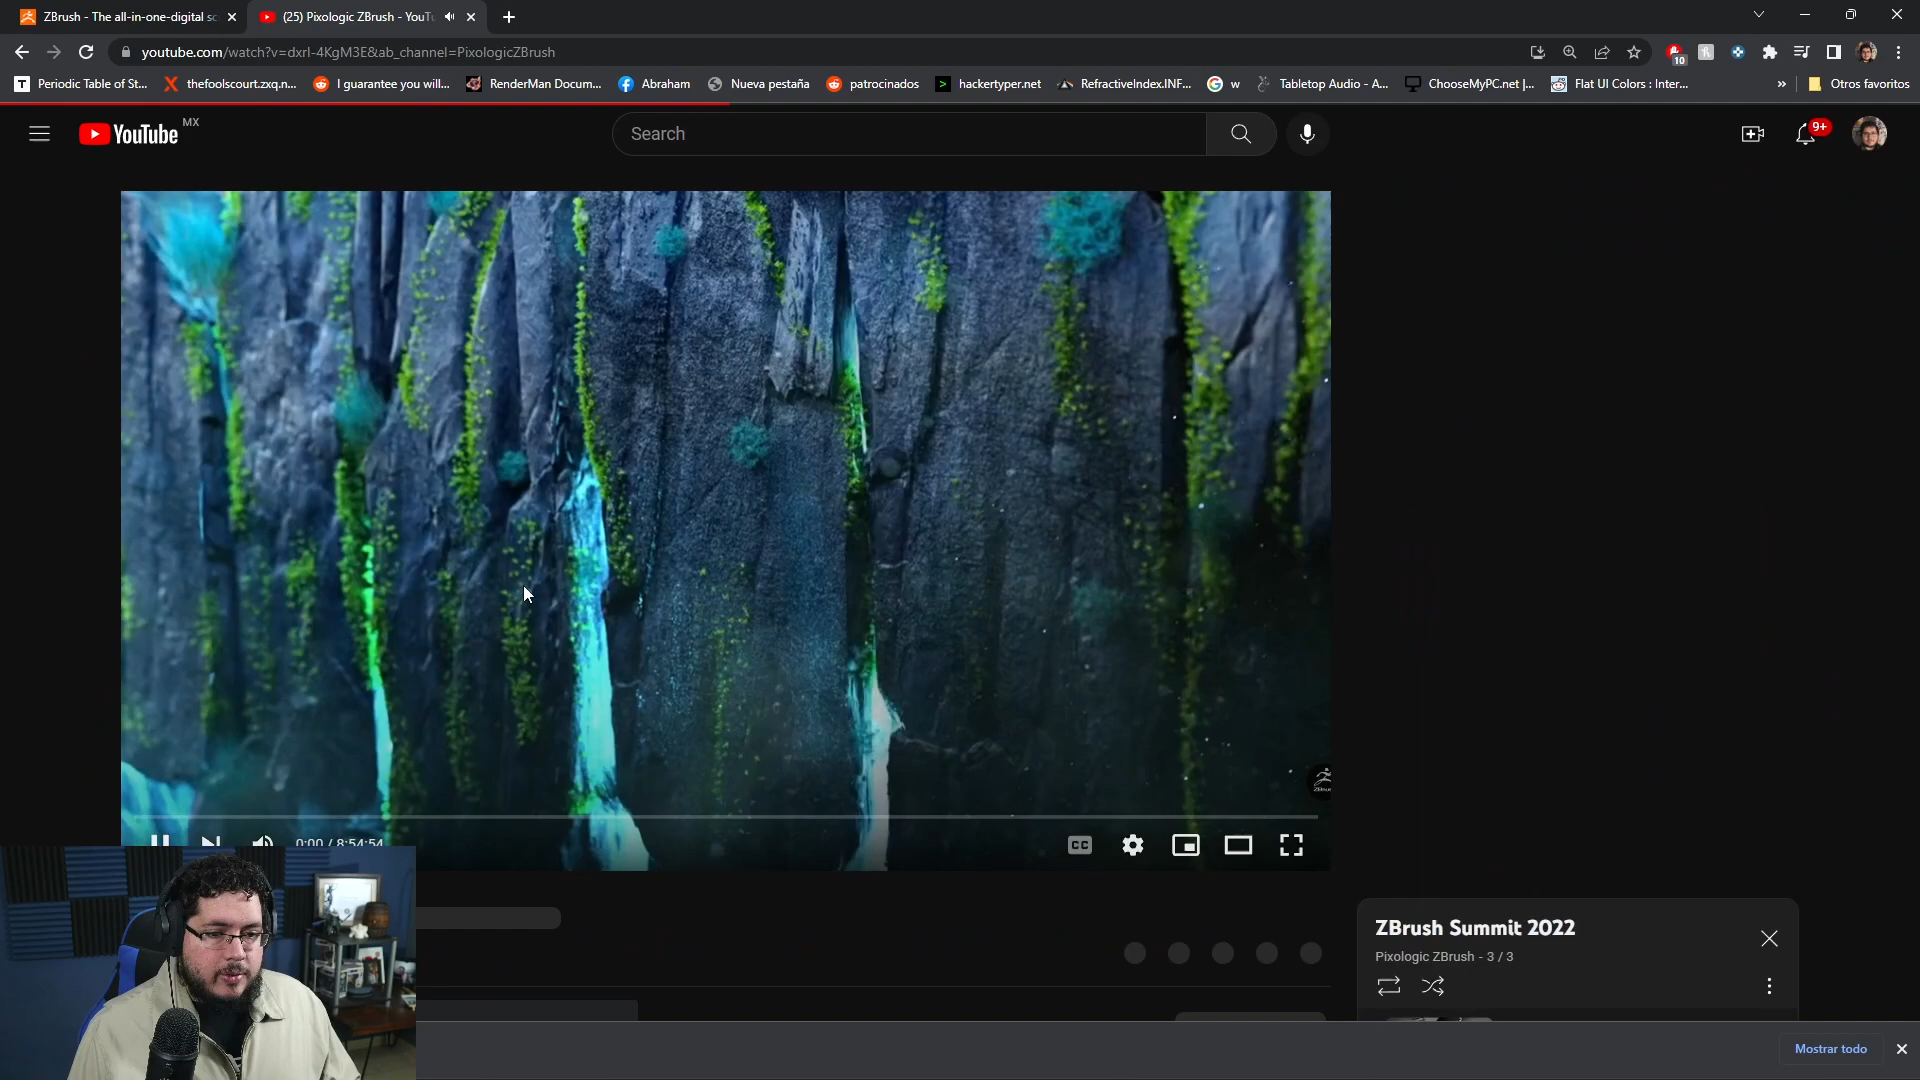 ZBrush - The all-in-one-digital sc
(25) Pixologic ZBrush - YouTu
youtube.com/watch?v=dxrl-4KgM3E&ab_channel=PixologicZBrush
10
Periodic Table of St...
thefoolscourt.zxq.n...
I guarantee you will...
RenderMan Docum...
Abraham
Nueva pestaña
patrocinados
hackertyper.net
RefractiveIndex.INF...
w
Tabletop Audio - A...
ChooseMyPC.net |...
Flat UI Colors : Inter...
»
Otros favoritos
YouTube MX
Search
9+
0:00 / 8:54:54
CC
ZBrush Summit 2022
Pixologic ZBrush - 3 / 3
Mostrar todo